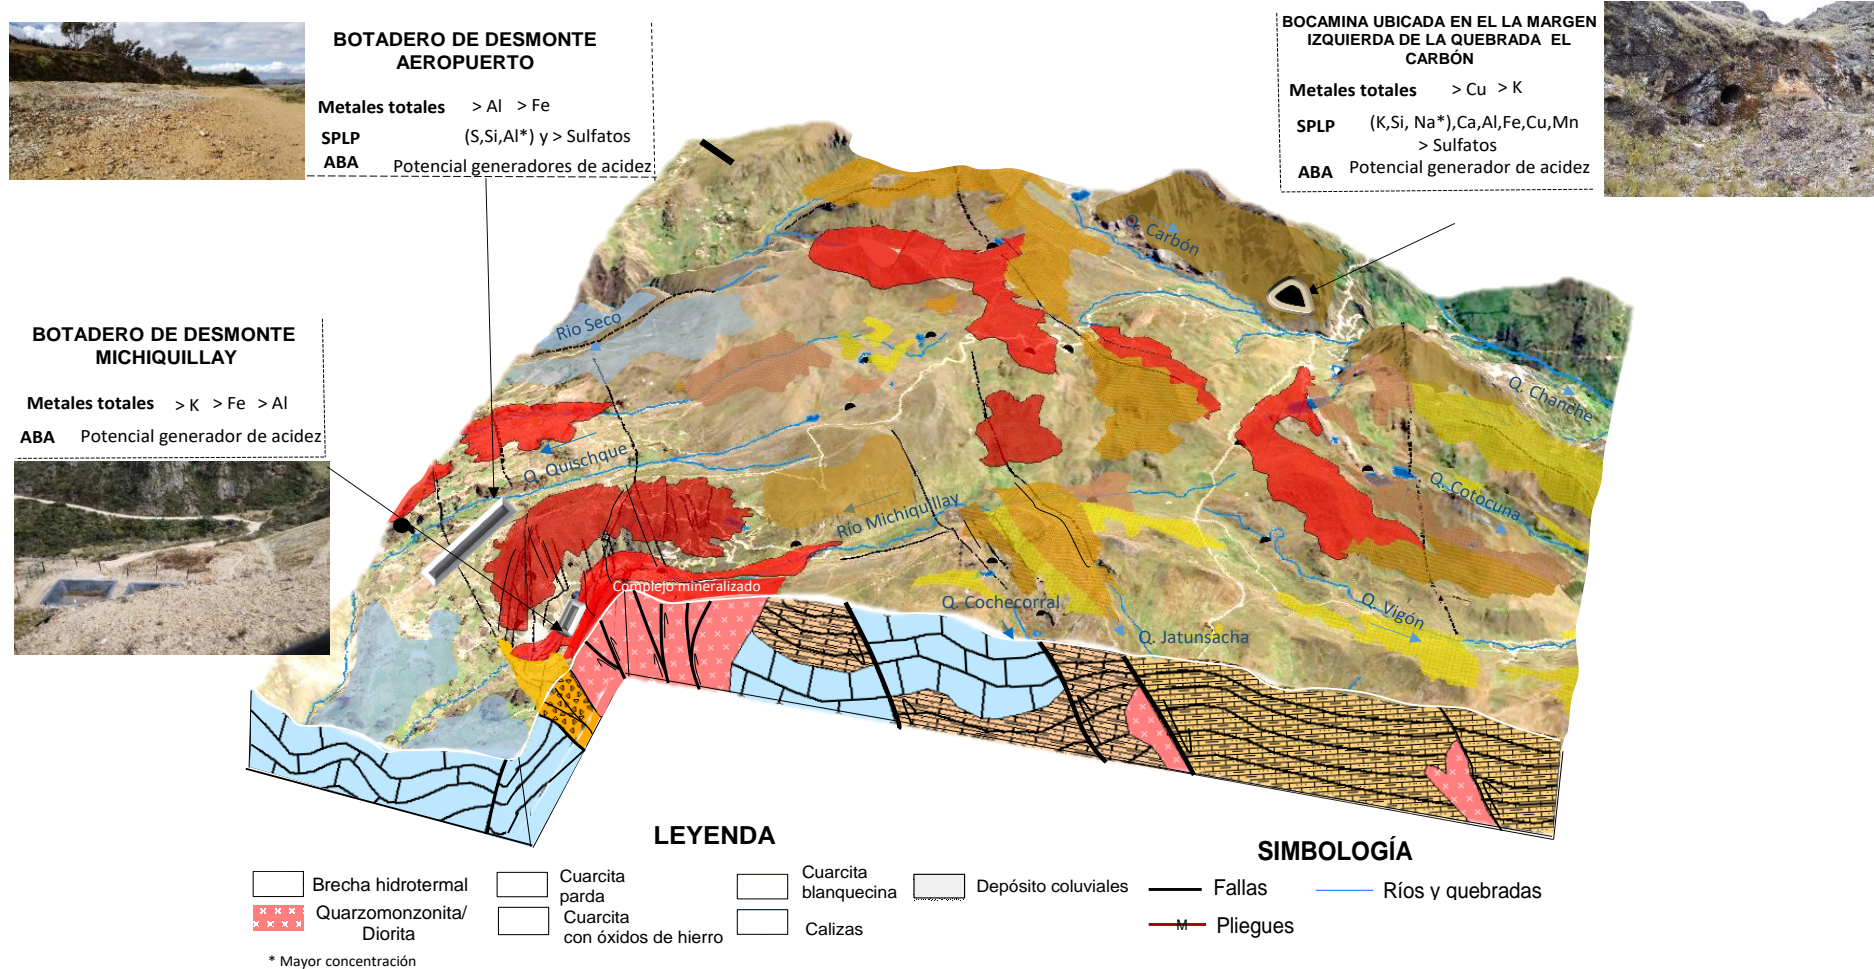 BOTADERO DE DESMONTE
AEROPUERTO
Metales totales > Al > Fe
SPLP (S,Si,Al*) y > Sulfatos
ABA Potencial generadores de acidez
BOCAMINA UBICADA EN EL LA MARGEN
IZQUIERDA DE LA QUEBRADA EL
CARBÓN
Metales totales > Cu > K
SPLP (K,Si, Na*),Ca,Al,Fe,Cu,Mn
> Sulfatos
ABA Potencial generador de acidez
BOTADERO DE DESMONTE
MICHIQUILLAY
Metales totales > K > Fe > Al
ABA Potencial generador de acidez
Q. Carbón
Rio Seco
Q. Chanche
Q. Quischque
Q. Cotocuna
Río Michiquillay
Complejo mineralizado
Q. Cochecorral
Q. Vigón
Q. Jatunsacha
LEYENDA
Brecha hidrotermal
Quarzomonzonita/
Diorita
Cuarcita
parda
Cuarcita
con óxidos de hierro
Cuarcita
blanquecina
Calizas
Depósito coluviales
* Mayor concentración
SIMBOLOGÍA
Fallas
Ríos y quebradas
M
Pliegues